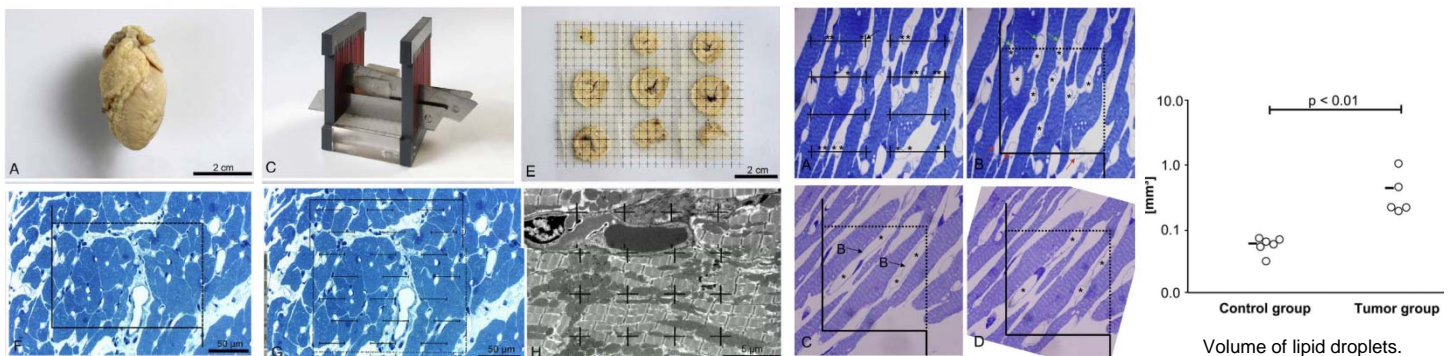 A
2 cm
C
E
2 cm
F
50 µm
G
50 µm
H
5 µm
A
B
C
B
B
D
p < 0.01
10.0
1.0
0.1
0.0
[mm³]
Control group
Tumor group
Volume of lipid droplets.